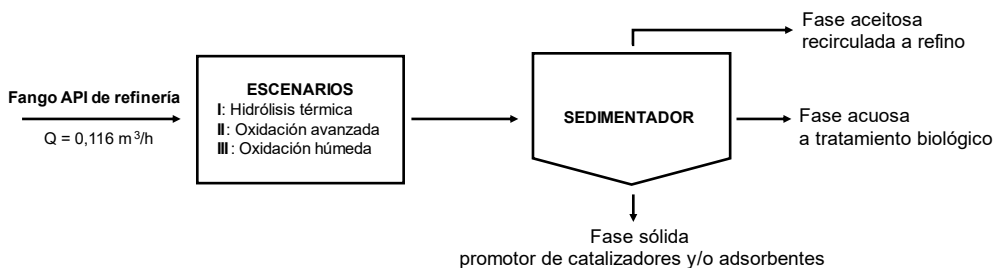 Fango API de refinería
Q = 0,116 m³/h
ESCENARIOS
I: Hidrólisis térmica
II: Oxidación avanzada
III: Oxidación húmeda
SEDIMENTADOR
Fase aceitosa
recirculada a refino
Fase acuosa
a tratamiento biológico
Fase sólida
promotor de catalizadores y/o adsorbentes